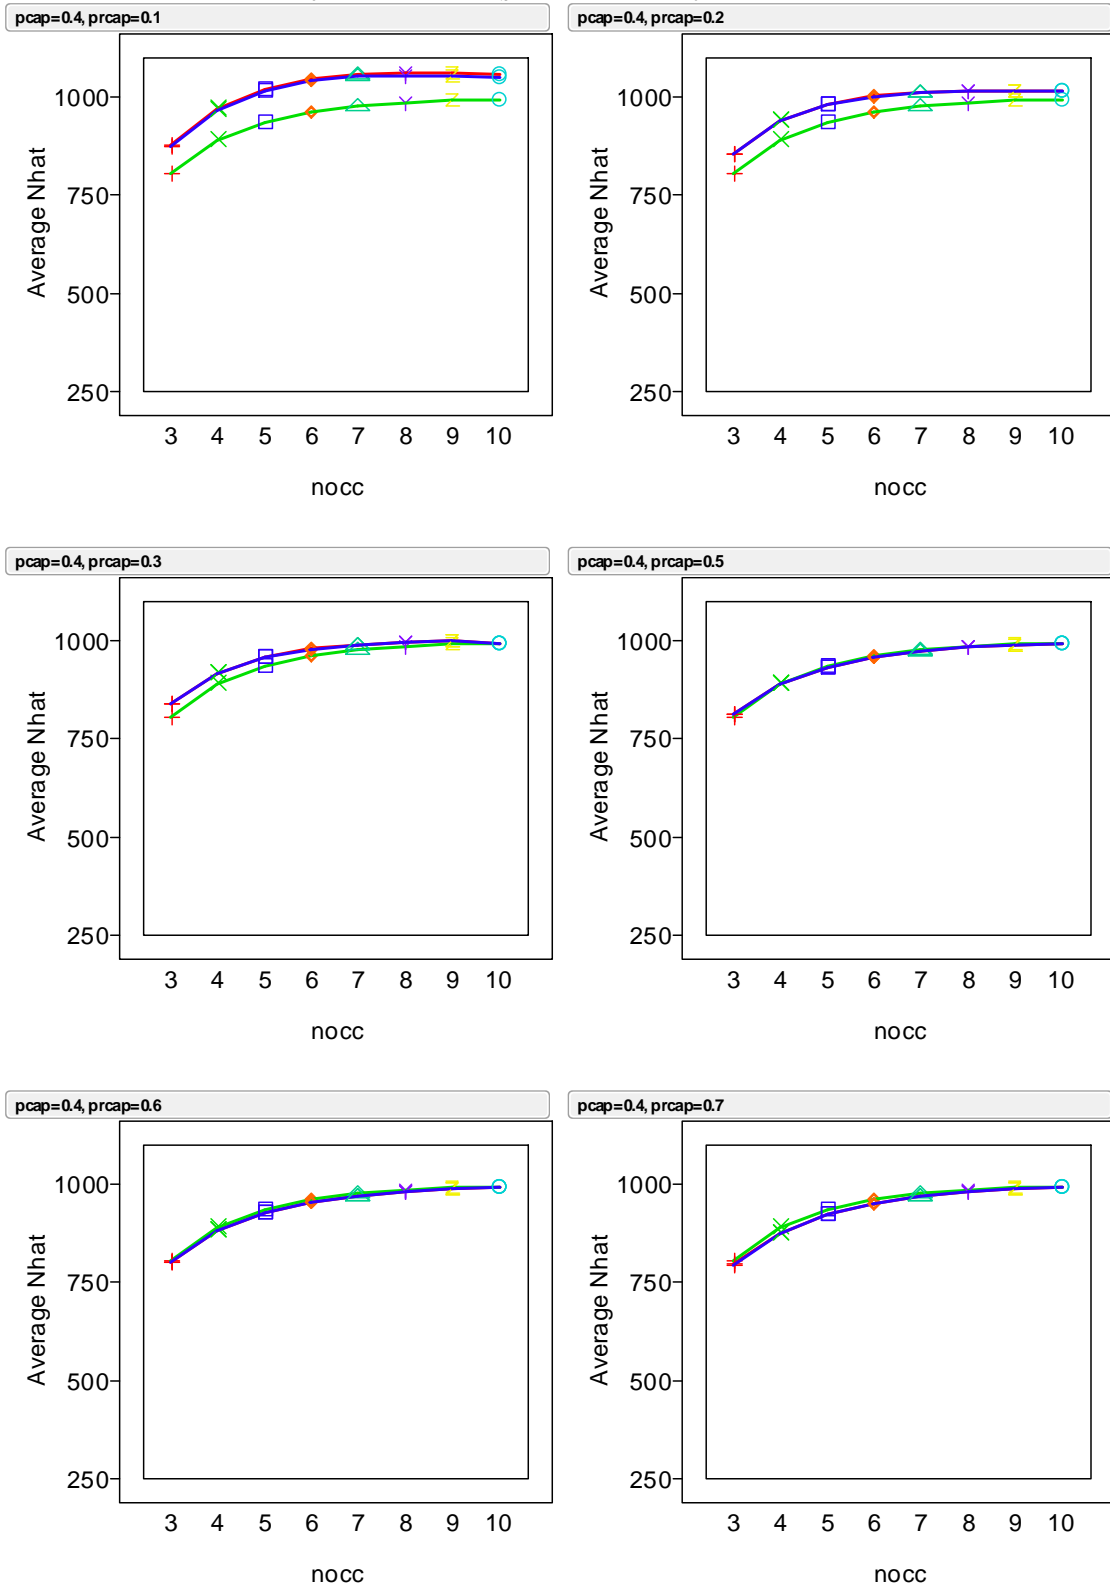 pcap=0.4, prcap=0.1
1000
750
500
250
Average Nhat
3 4 5 6 7 8 9 10
nocc
pcap=0.4, prcap=0.2
1000
750
500
250
Average Nhat
3 4 5 6 7 8 9 10
nocc
pcap=0.4, prcap=0.3
1000
750
500
250
Average Nhat
3 4 5 6 7 8 9 10
nocc
pcap=0.4, prcap=0.5
1000
750
500
250
Average Nhat
3 4 5 6 7 8 9 10
nocc
pcap=0.4, prcap=0.6
1000
750
500
250
Average Nhat
3 4 5 6 7 8 9 10
nocc
pcap=0.4, prcap=0.7
1000
750
500
250
Average Nhat
3 4 5 6 7 8 9 10
nocc